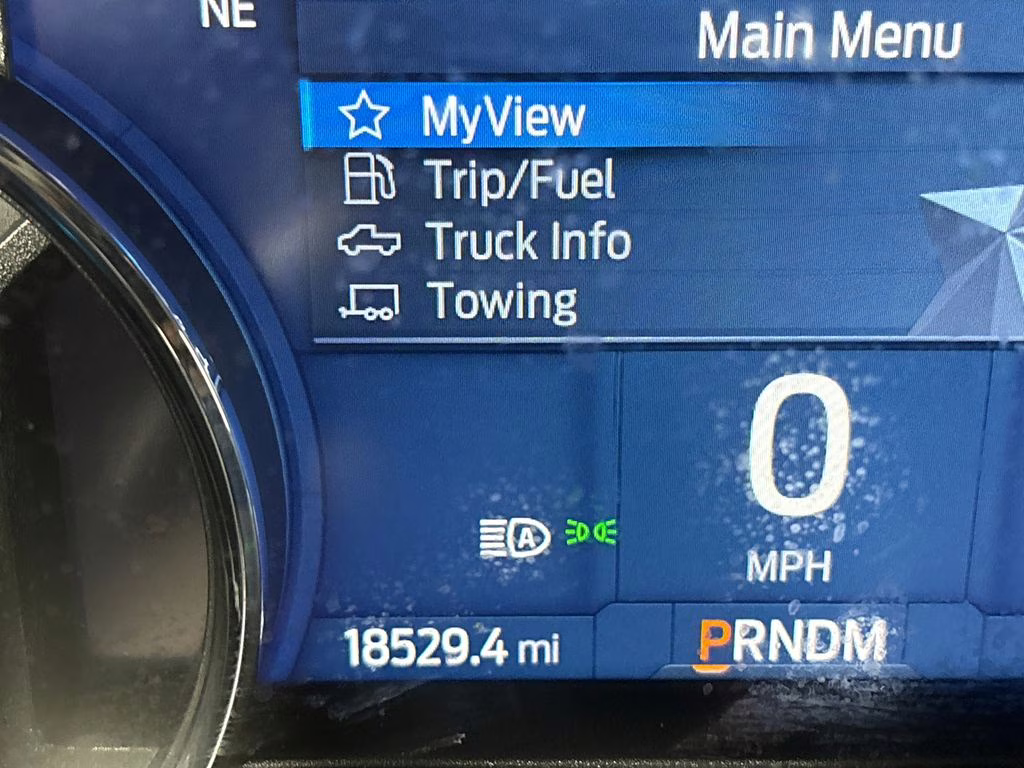 NE
Main Menu
MyView
Trip/Fuel
Truck Info
Towing
0
A
MPH
18529.4 mi
PRNDM